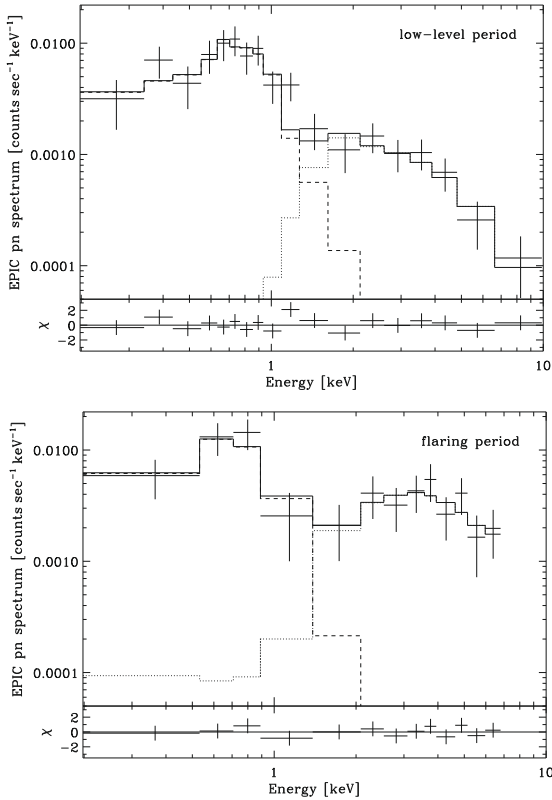 low−level period
0.0100
0.0010
0.0001
EPIC pn spectrum [counts sec⁻¹ keV⁻¹]
2
0
−2
χ
1
10
Energy [keV]
flaring period
0.0100
0.0010
0.0001
EPIC pn spectrum [counts sec⁻¹ keV⁻¹]
2
0
−2
χ
1
10
Energy [keV]